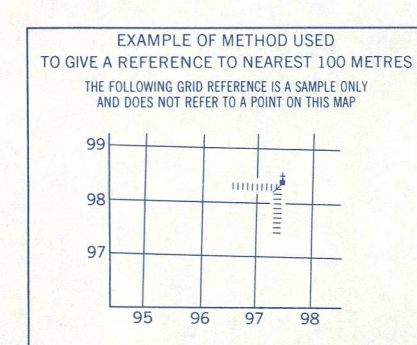 EXAMPLE OF METHOD USED
TO GIVE A REFERENCE TO NEAREST 100 METRES
THE FOLLOWING GRID REFERENCE IS A SAMPLE ONLY
AND DOES NOT REFER TO A POINT ON THIS MAP
99
98
97
95 96 97 98